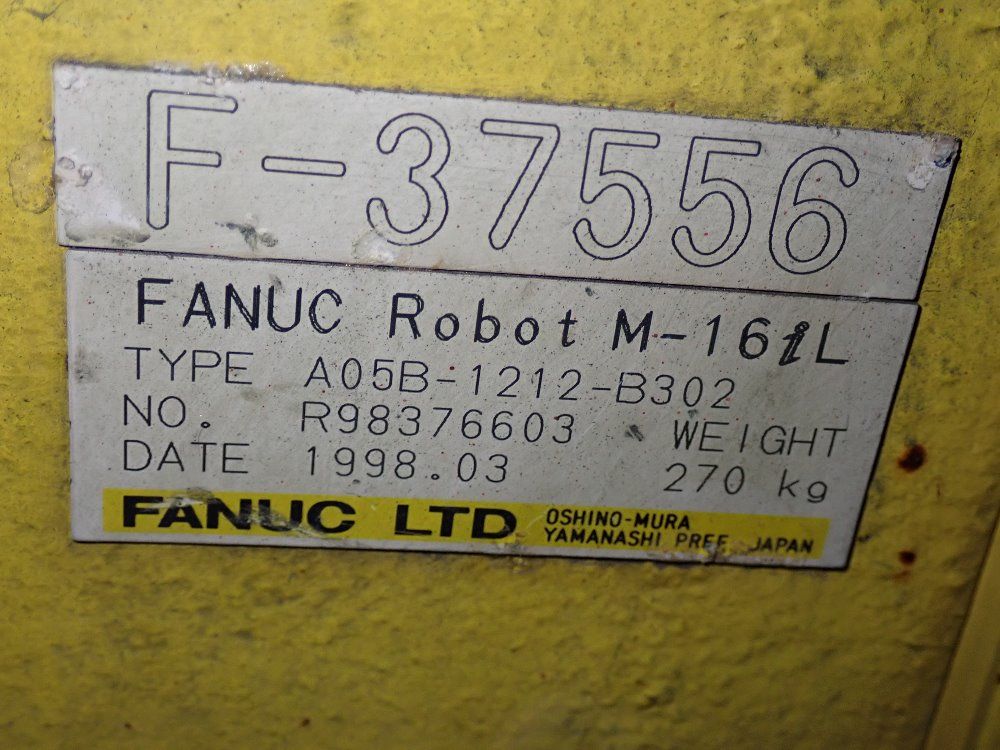 F-37556
FANUC Robot M-16iL
TYPE A05B-1212-B302
NO. R98376603 WEIGHT
DATE 1998.03 270 kg
FANUC LTD OSHINO-MURA
YAMANASHI PREF. JAPAN